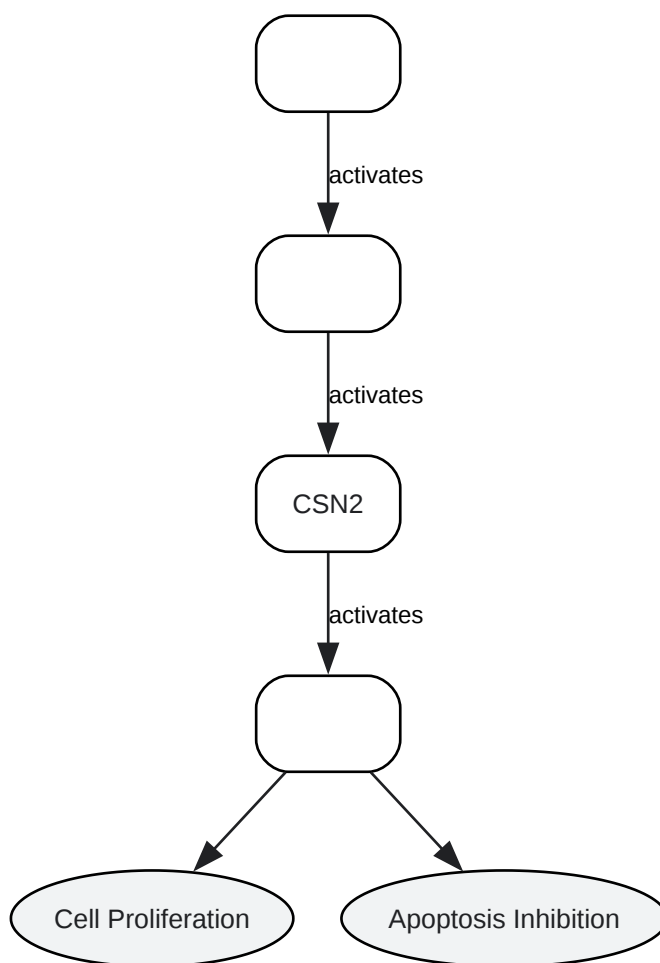 activates
activates
CSN2
activates
Cell Proliferation
Apoptosis Inhibition